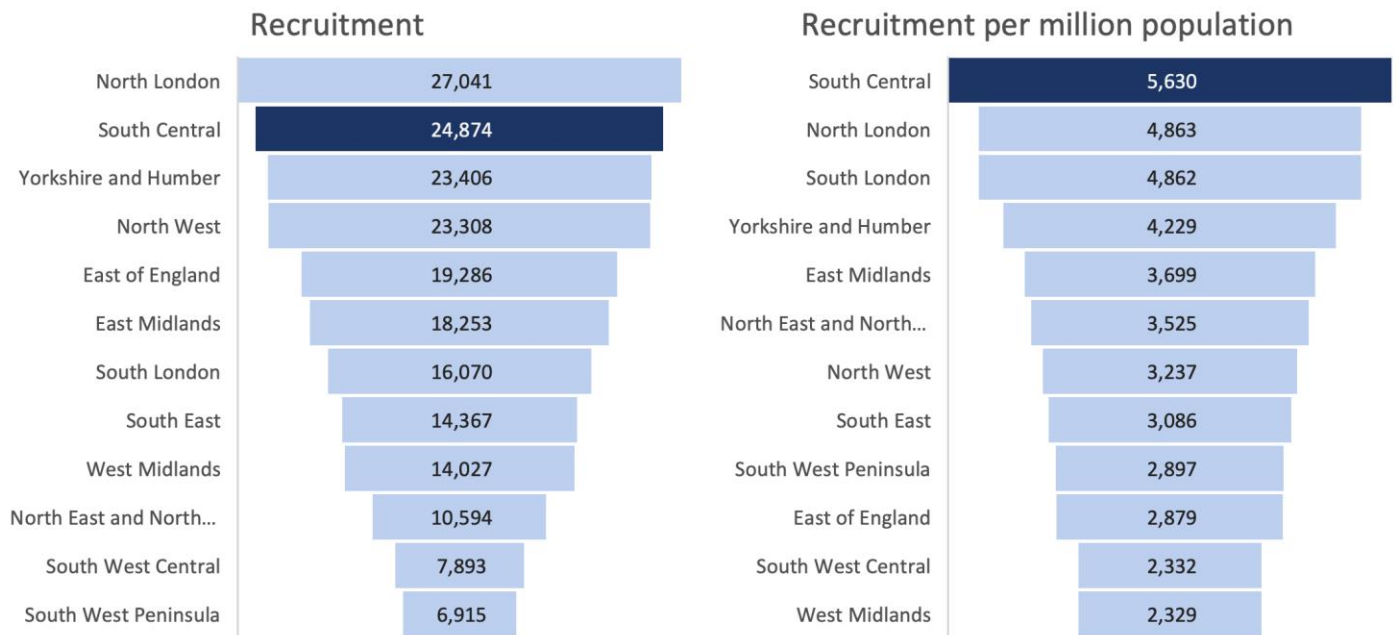 Recruitment
North London 27,041
South Central 24,874
Yorkshire and Humber 23,406
North West 23,308
East of England 19,286
East Midlands 18,253
South London 16,070
South East 14,367
West Midlands 14,027
North East and North... 10,594
South West Central 7,893
South West Peninsula 6,915
Recruitment per million population
South Central 5,630
North London 4,863
South London 4,862
Yorkshire and Humber 4,229
East Midlands 3,699
North East and North... 3,525
North West 3,237
South East 3,086
South West Peninsula 2,897
East of England 2,879
South West Central 2,332
West Midlands 2,329